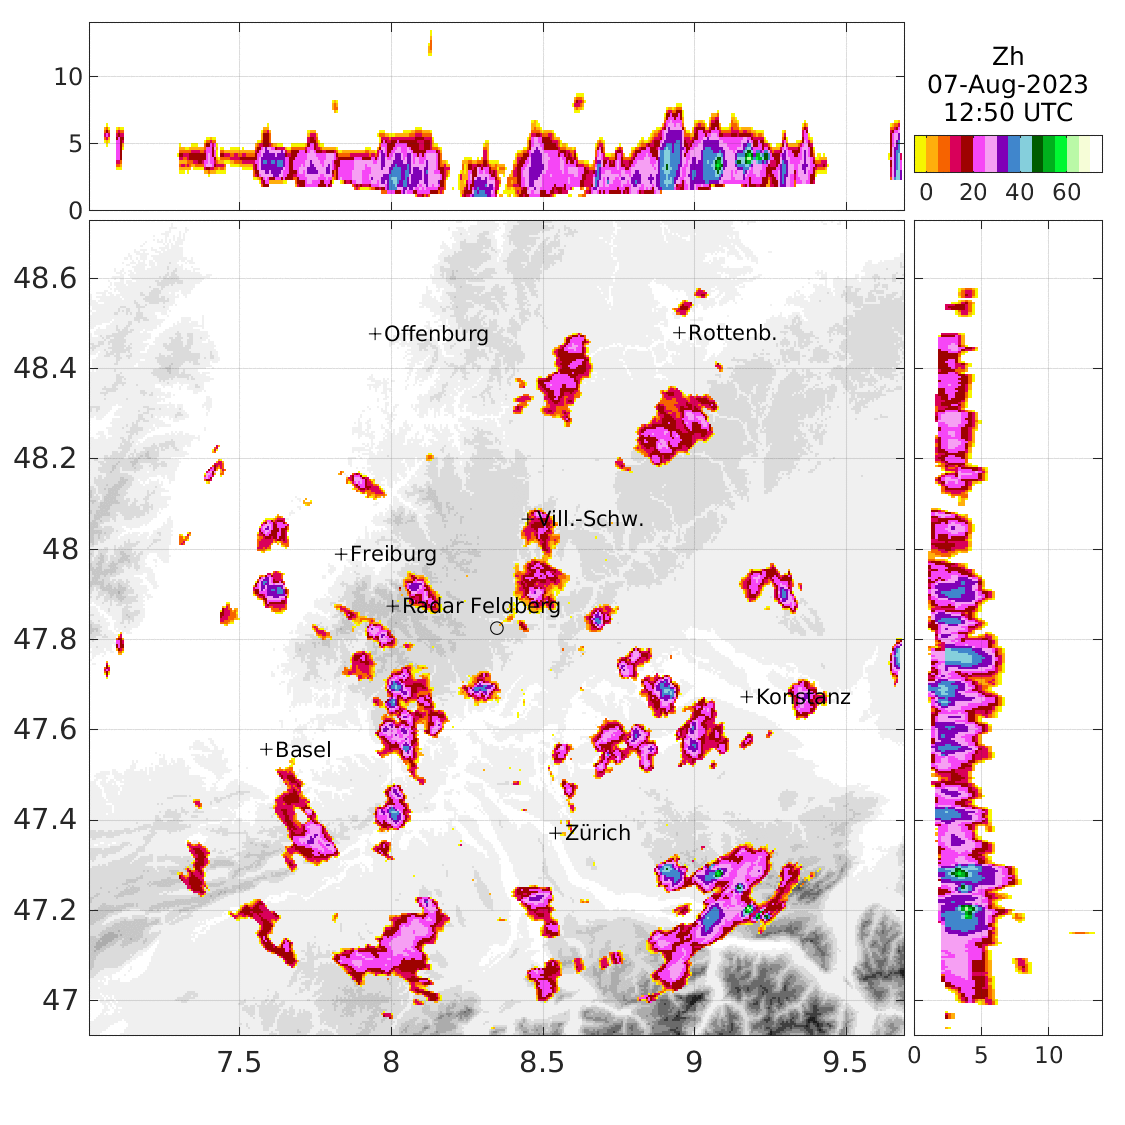 10
5
0
Zh
07-Aug-2023
12:50 UTC
0 20 40 60
48.6
+Offenburg +Rottenb.
48.4
48.2
+Vill.-Schw.
48
+Freiburg
+Radar Feldberg
47.8
+Konstanz
47.6
+Basel
47.4
+Zürich
47.2
47
7.5 8 8.5 9 9.5
0 5 10